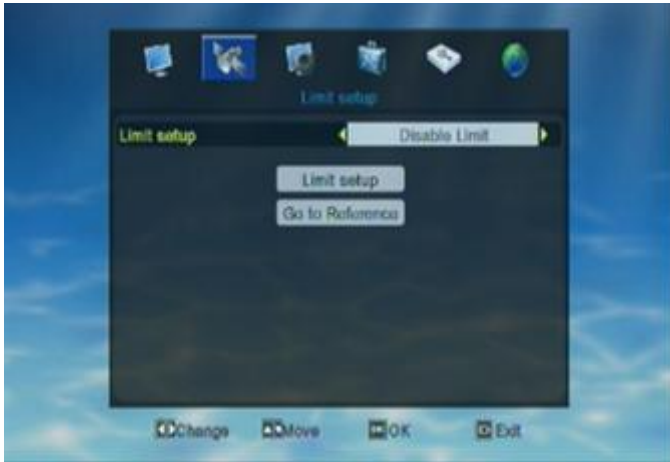 Limit setup
Limit setup Disable Limit
Limit setup
Go to Reference
Change Move OK Exit